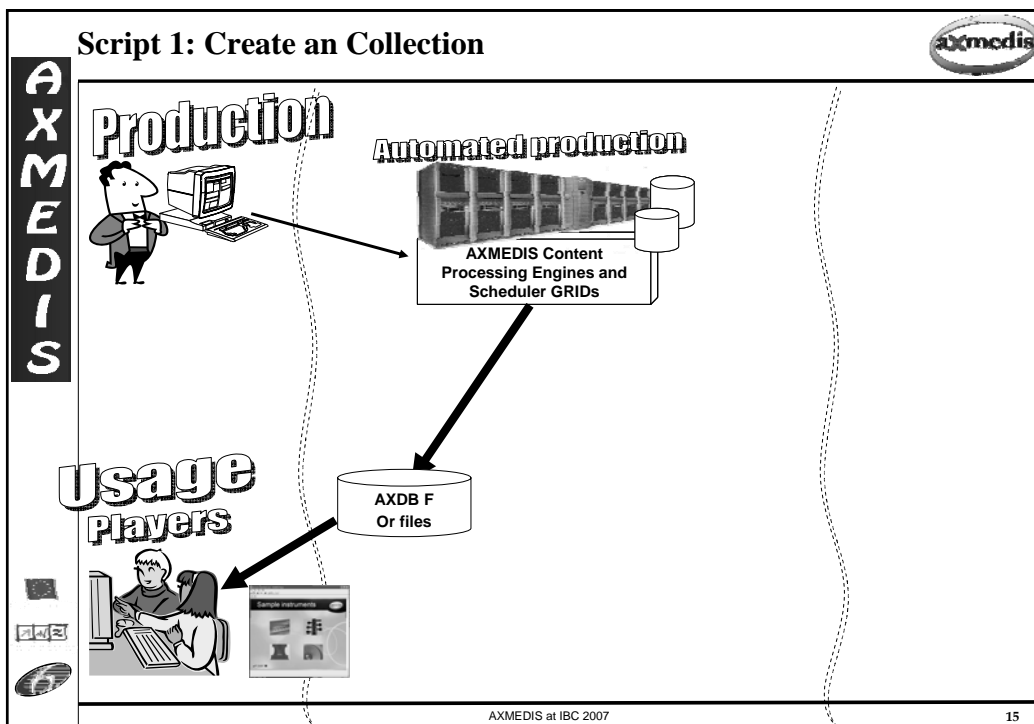 Script 1: Create an Collection
axmedis
AXMEDIS
Production
Automated production
AXMEDIS Content
Processing Engines and
Scheduler GRIDs
AXDB F
Or files
Usage
Players
Sample instruments
AXMEDIS at IBC 2007
15